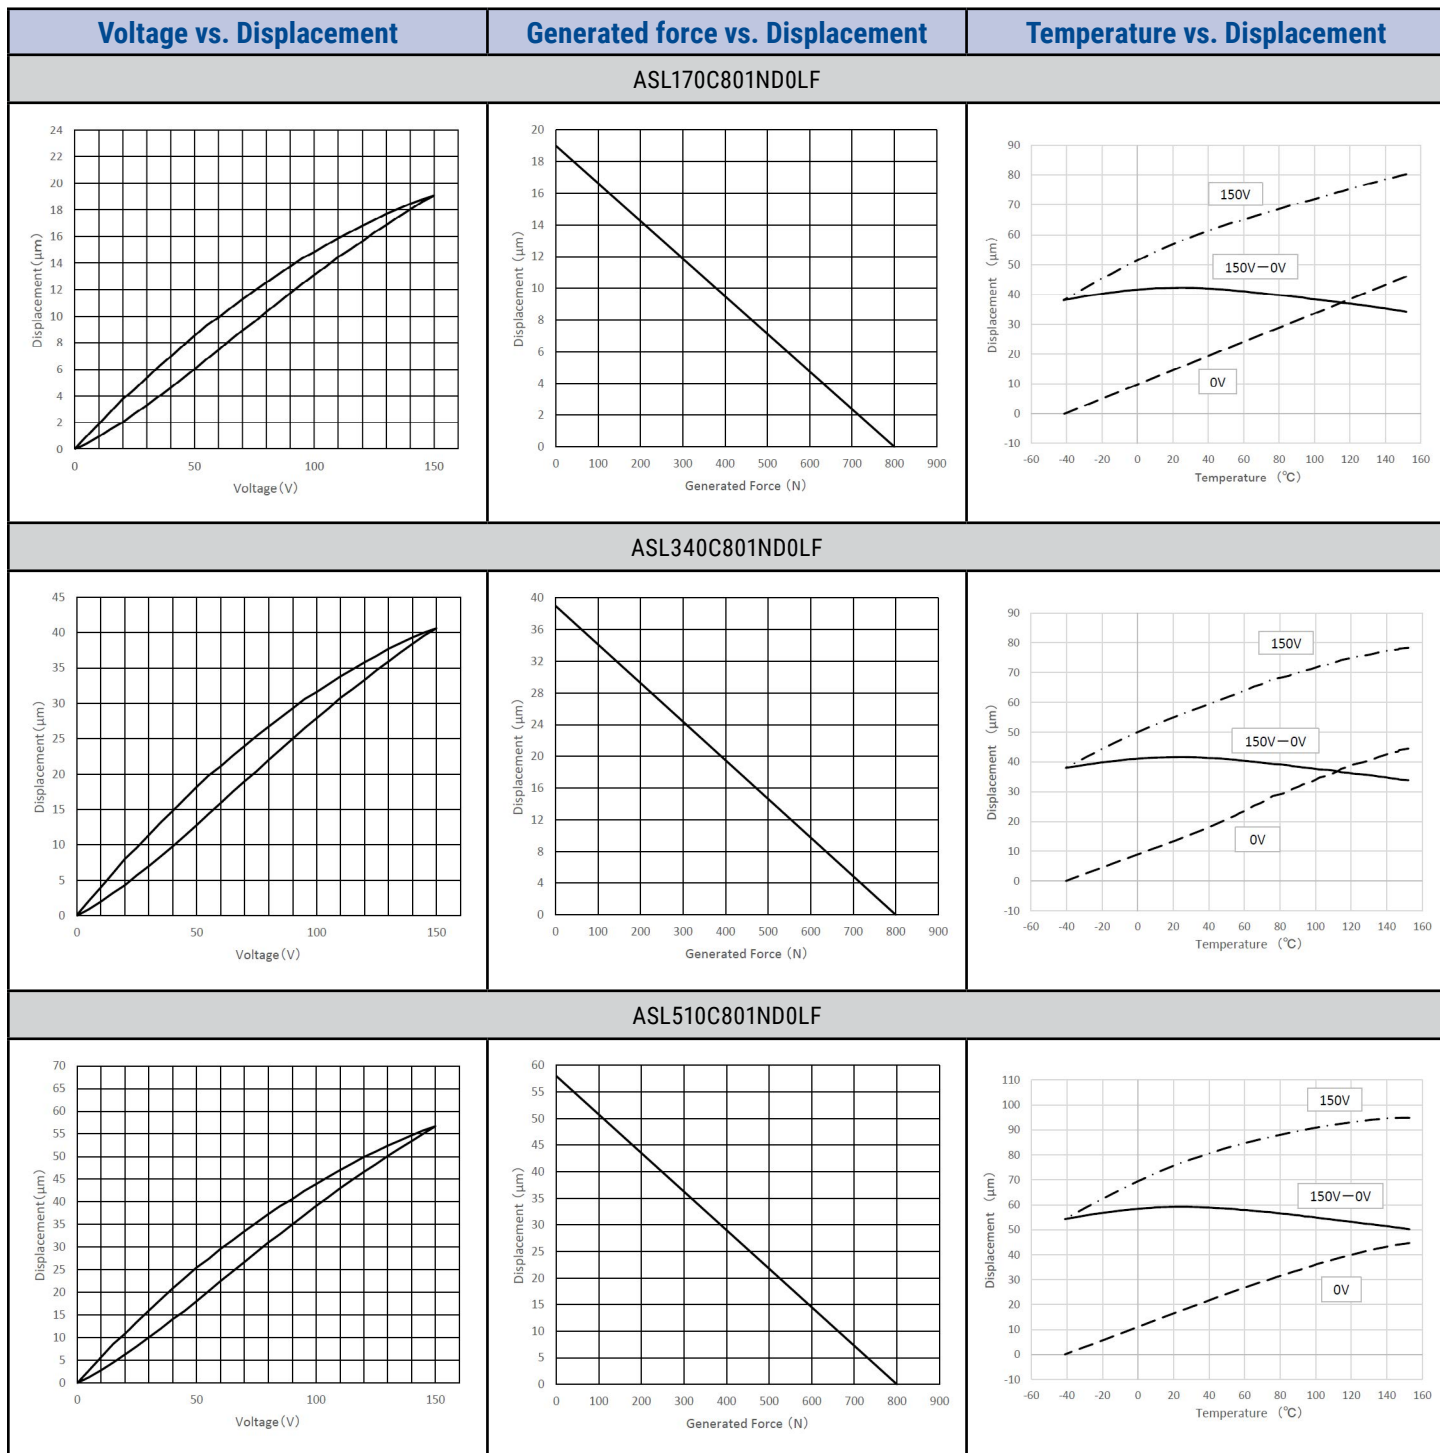 Voltage vs. Displacement
Generated force vs. Displacement
Temperature vs. Displacement
ASL170C801ND0LF
24
22
20
18
16
14
12
10
8
6
4
2
0
Displacement(μm)
0 50 100 150
Voltage(V)
20
18
16
14
12
10
8
6
4
2
0
Displacement (μm)
0 100 200 300 400 500 600 700 800 900
Generated Force (N)
90
80
70
60
50
40
30
20
10
0
-10
Displacement (μm)
150V
150V−0V
0V
-60 -40 -20 0 20 40 60 80 100 120 140 160
Temperature (℃)
ASL340C801ND0LF
45
40
35
30
25
20
15
10
5
0
Displacement(μm)
0 50 100 150
Voltage(V)
40
36
32
28
24
20
16
12
8
4
0
Displacement (μm)
0 100 200 300 400 500 600 700 800 900
Generated Force (N)
90
80
70
60
50
40
30
20
10
0
-10
Displacement (μm)
150V
150V−0V
0V
-60 -40 -20 0 20 40 60 80 100 120 140 160
Temperature (℃)
ASL510C801ND0LF
70
65
60
55
50
45
40
35
30
25
20
15
10
5
0
Displacement(μm)
0 50 100 150
Voltage(V)
60
55
50
45
40
35
30
25
20
15
10
5
0
Displacement (μm)
0 100 200 300 400 500 600 700 800 900
Generated Force (N)
110
100
90
80
70
60
50
40
30
20
10
0
-10
Displacement (μm)
150V
150V−0V
0V
-60 -40 -20 0 20 40 60 80 100 120 140 160
Temperature (℃)